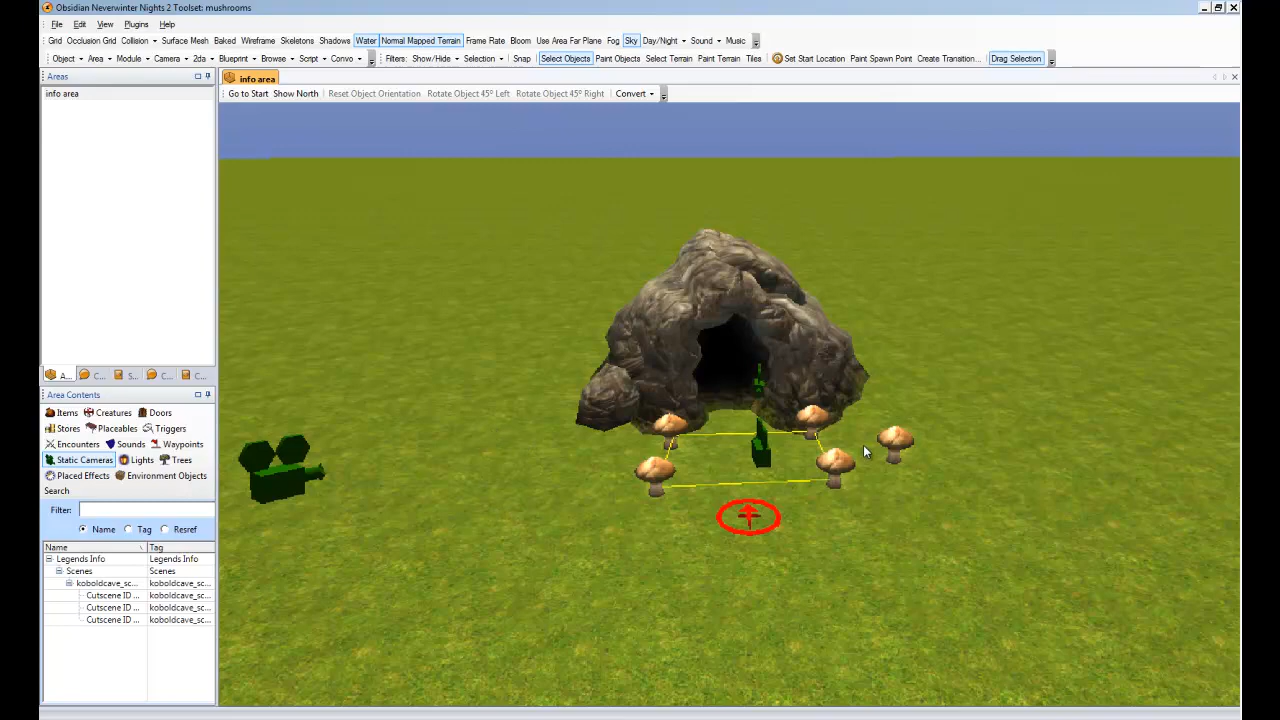 Obsidian Neverwinter Nights 2 Toolset: mushrooms
File Edit View Plugins Help
Grid Occlusion Grid Collision Surface Mesh Baked Wireframe Skeletons Shadows Water Normal Mapped Terrain Frame Rate Bloom Use Area Far Plane Fog Sky Day/Night Sound Music
Object Area Module Camera 2da Blueprint Browse Script Convo Filters: Show/Hide Selection Snap Select Objects Paint Objects Select Terrain Paint Terrain Tiles Set Start Location Paint Spawn Point Create Transition... Drag Selection
Areas
info area
info area
Go to Start Show North Reset Object Orientation Rotate Object 45º Left Rotate Object 45º Right Convert
A... C... S... C... C...
Area Contents
Items Creatures Doors
Stores Placeables Triggers
Encounters Sounds Waypoints
Static Cameras Lights Trees
Placed Effects Environment Objects
Search
Filter:
Name Tag Resref
Name Tag
Legends Info Legends Info
Scenes Scenes
koboldcave_sc... koboldcave_sc...
Cutscene ID ... koboldcave_sc...
Cutscene ID ... koboldcave_sc...
Cutscene ID ... koboldcave_sc...